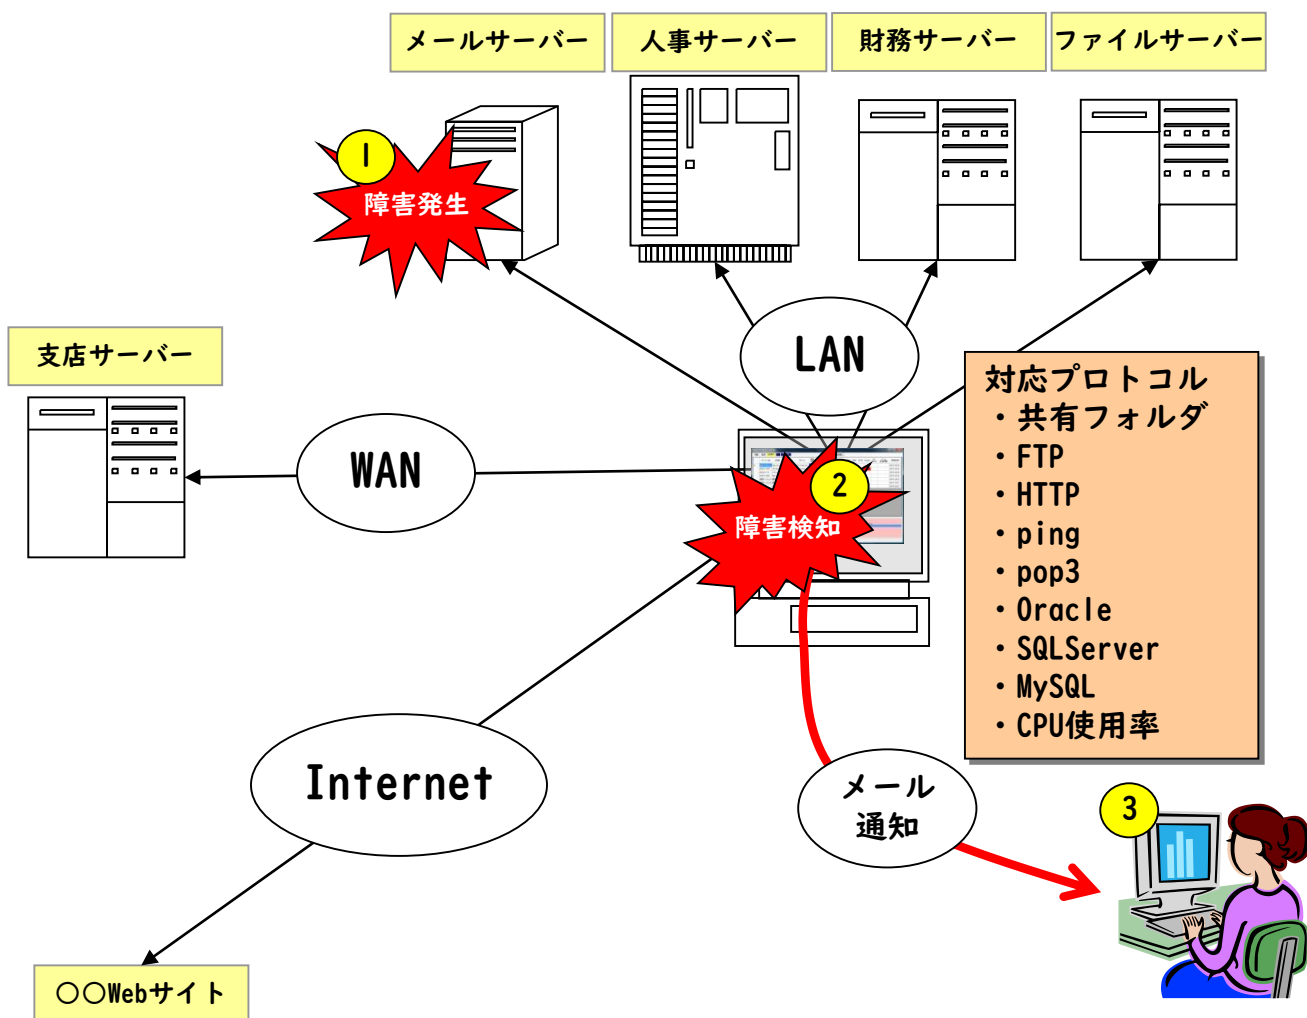 メールサーバー
人事サーバー
財務サーバー
ファイルサーバー
1
障害発生
支店サーバー
LAN
WAN
対応プロトコル
・共有フォルダ
・FTP
・HTTP
・ping
・pop3
・Oracle
・SQLServer
・MySQL
・CPU使用率
2
障害検知
Internet
メール
通知
3
〇〇Webサイト